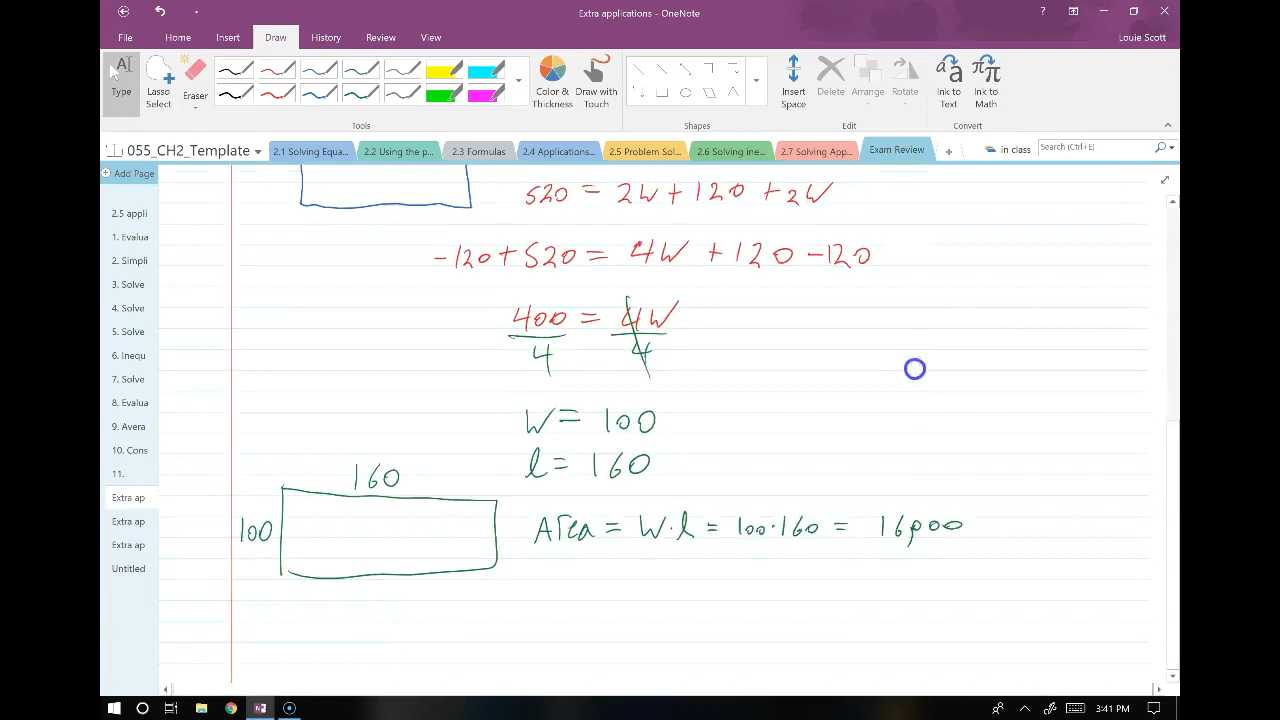 Extra applications - OneNote
?
File
Home
Insert
Draw
History
Review
View
Louie Scott
Type
Lasso Select
Eraser
Color & Thickness
Draw with Touch
Insert Space
Delete
Arrange
Rotate
Ink to Text
Ink to Math
Tools
Shapes
Edit
Convert
055_CH2_Template
2.1 Solving Equa...
2.2 Using the p...
2.3 Formulas
2.4 Applications...
2.5 Problem Sol...
2.6 Solving ine...
2.7 Solving App...
Exam Review
+
in class
Search (Ctrl+E)
Add Page
2.5 appli
1. Evalua
2. Simpli
3. Solve
4. Solve
5. Solve
6. Inequ
7. Solve
8. Evalua
9. Avera
10. Cons
11.
Extra ap
Extra ap
Extra ap
Untitled
520 = 2W + 120 + 2W
-120 + 520 = 4W + 120 - 120
400 = 4W
4 4
W = 100
l = 160
160
100
Area = W·l = 100·160 = 16,000
3:41 PM